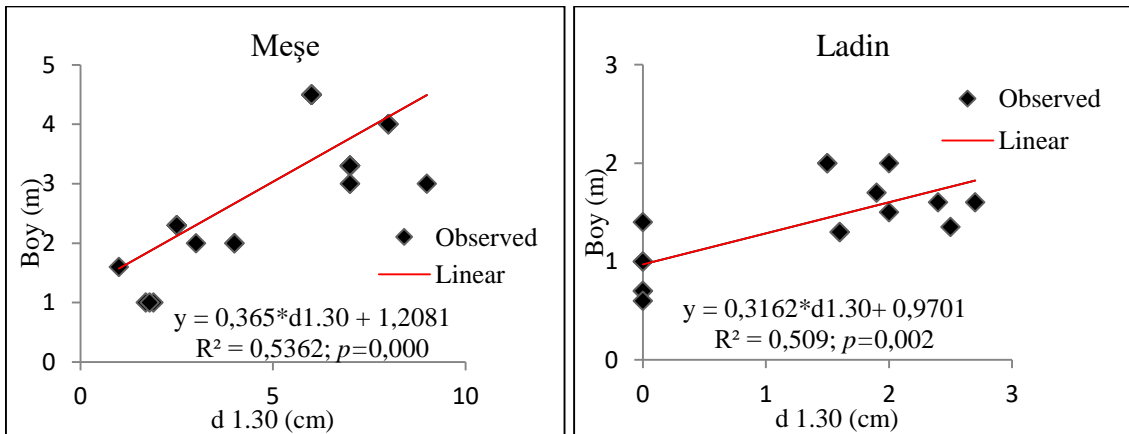 Meşe
5
4
3
2
1
0
Boy (m)
Observed
Linear
y = 0,365*d1.30 + 1,2081
R² = 0,5362; p=0,000
0 5 10
d 1.30 (cm)
Ladin
3
2
1
0
Boy (m)
Observed
Linear
y = 0,3162*d1.30+ 0,9701
R² = 0,509; p=0,002
0 1 2 3
d 1.30 (cm)